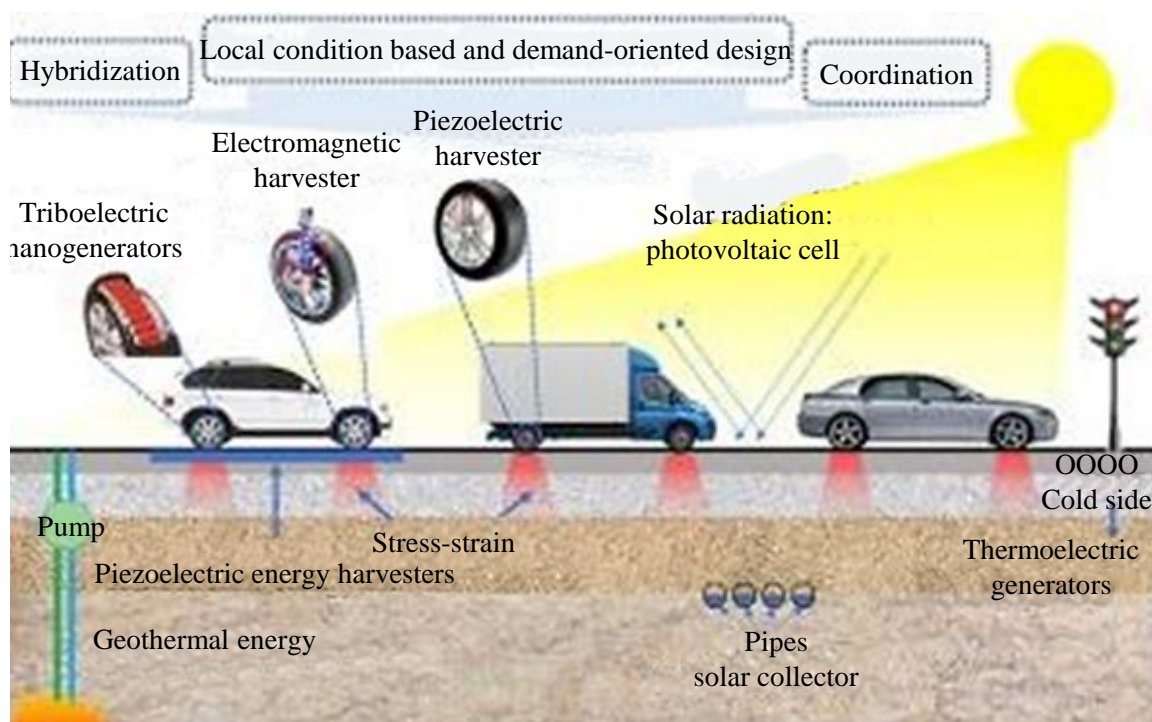 Local condition based and demand-oriented design
Hybridization
Coordination
Piezoelectric
harvester
Electromagnetic
harvester
Triboelectric
nanogenerators
Solar radiation:
photovoltaic cell
OOOO
Cold side
Pump
Stress-strain
Thermoelectric
generators
Piezoelectric energy harvesters
Geothermal energy
Pipes
solar collector